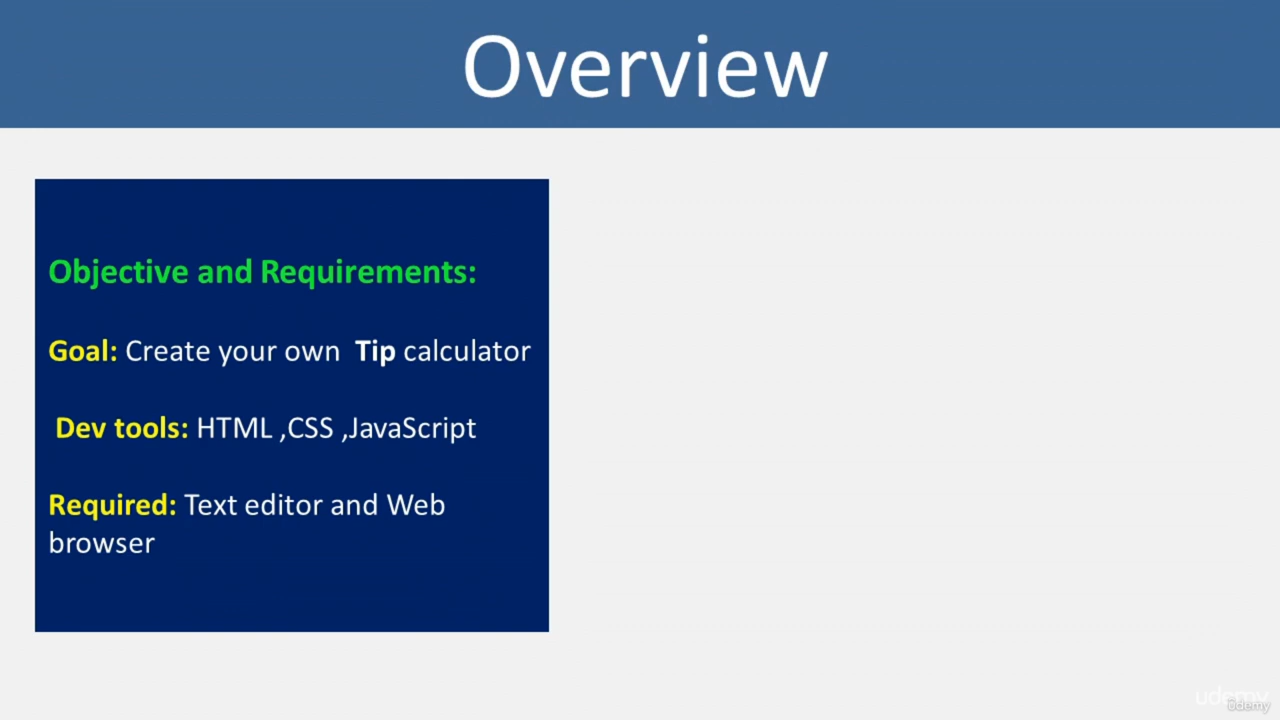 Overview
Objective and Requirements:
Goal: Create your own  Tip calculator
Dev tools: HTML ,CSS ,JavaScript
Required: Text editor and Web
browser
udemy
udemy